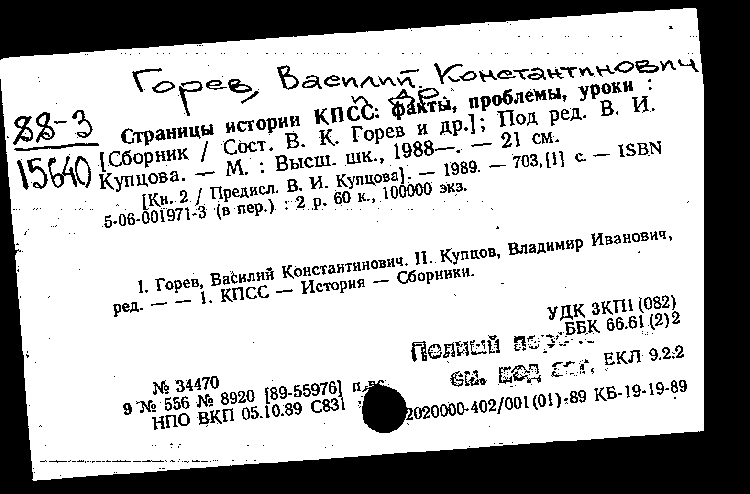 Горев, Василий Константинович
и др.
88-3
15640
Страницы истории КПСС: факты, проблемы, уроки :
[Сборник / Сост. В. К. Горев и др.]; Под ред. В. И.
Купцова. — М. : Высш. шк., 1988—. — 21 см.
[Кн. 2 / Предисл. В. И. Купцова]. — 1989. — 703,[1] с. — ISBN
5-06-001971-3 (в пер.) : 2 р. 60 к., 100000 экз.
I. Горев, Василий Константинович. II. Купцов, Владимир Иванович,
ред. — — 1. КПСС — История — Сборники.
УДК 3КП1(082)
ББК 66.61(2)2
Полный
см. под
ЕКЛ 9.2.2
№ 34470
9 № 556 № 8920 [89-55976] п
НПО ВКП 05.10.89 С831
2020000-402/001(01)-89 КБ-19-19-89